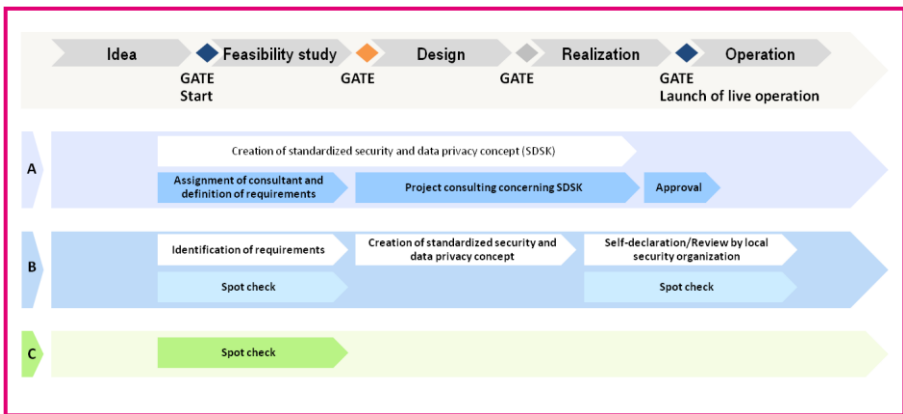 Idea
Feasibility study
Design
Realization
Operation
GATE
Start
GATE
GATE
GATE
Launch of live operation
A
Creation of standardized security and data privacy concept (SDSK)
Assignment of consultant and
definition of requirements
Project consulting concerning SDSK
Approval
B
Identification of requirements
Creation of standardized security and
data privacy concept
Self-declaration/Review by local
security organization
Spot check
Spot check
C
Spot check